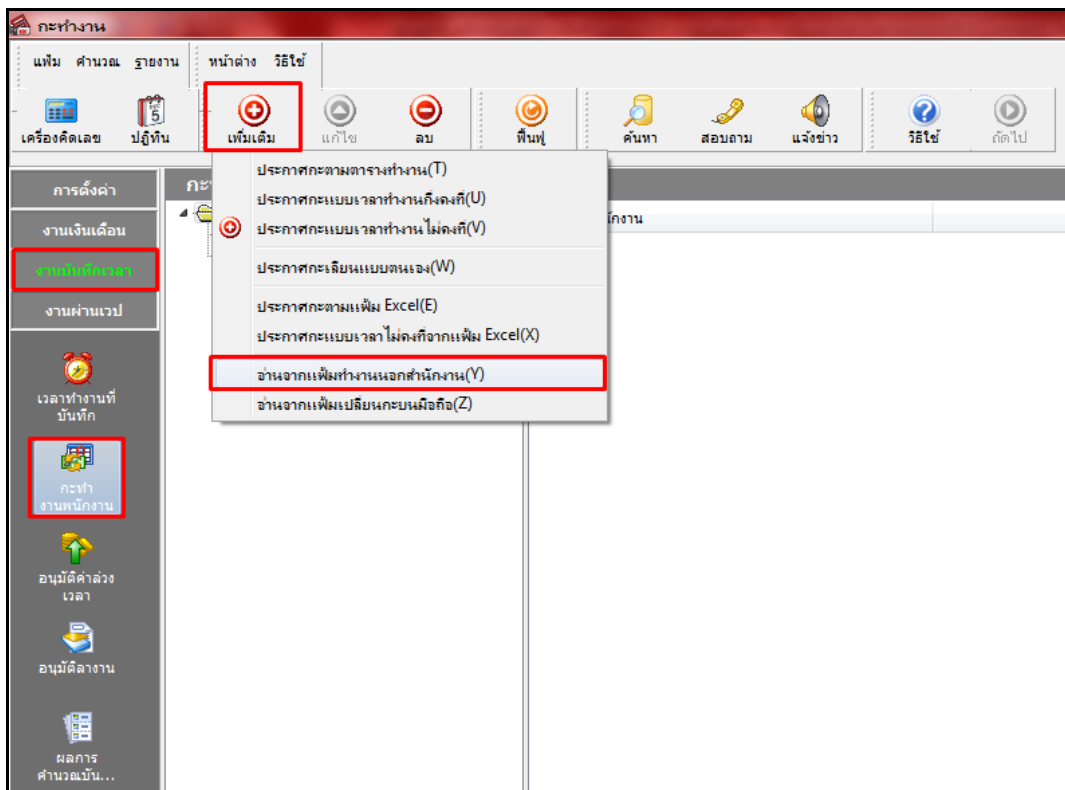 กะทำงาน
แฟ้ม คำนวณ รายงาน หน้าต่าง วิธีใช้
เครื่องคิดเลข ปฏิทิน เพิ่มเติม แก้ไข ลบ ฟื้นฟู ค้นหา สอบถาม แจ้งข่าว วิธีใช้ ถัดไป
ประกาศกะตามตารางทำงาน(T)
ประกาศกะแบบเวลาทำงานกึ่งคงที่(U)
ประกาศกะแบบเวลาทำงานไม่คงที่(V)
ประกาศกะเลียนแบบตนเอง(W)
ประกาศกะตามแฟ้ม Excel(E)
ประกาศกะแบบเวลาไม่คงที่จากแฟ้ม Excel(X)
อ่านจากแฟ้มทำงานนอกสำนักงาน(Y)
อ่านจากแฟ้มเปลี่ยนกะบนมือถือ(Z)
การตั้งค่า
งานเงินเดือน
งานบันทึกเวลา
งานผ่านเวป
เวลาทำงานที่
บันทึก
กะทำ
งานพนักงาน
อนุมัติค่าล่วง
เวลา
อนุมัติลางาน
ผลการ
คำนวณบัน...